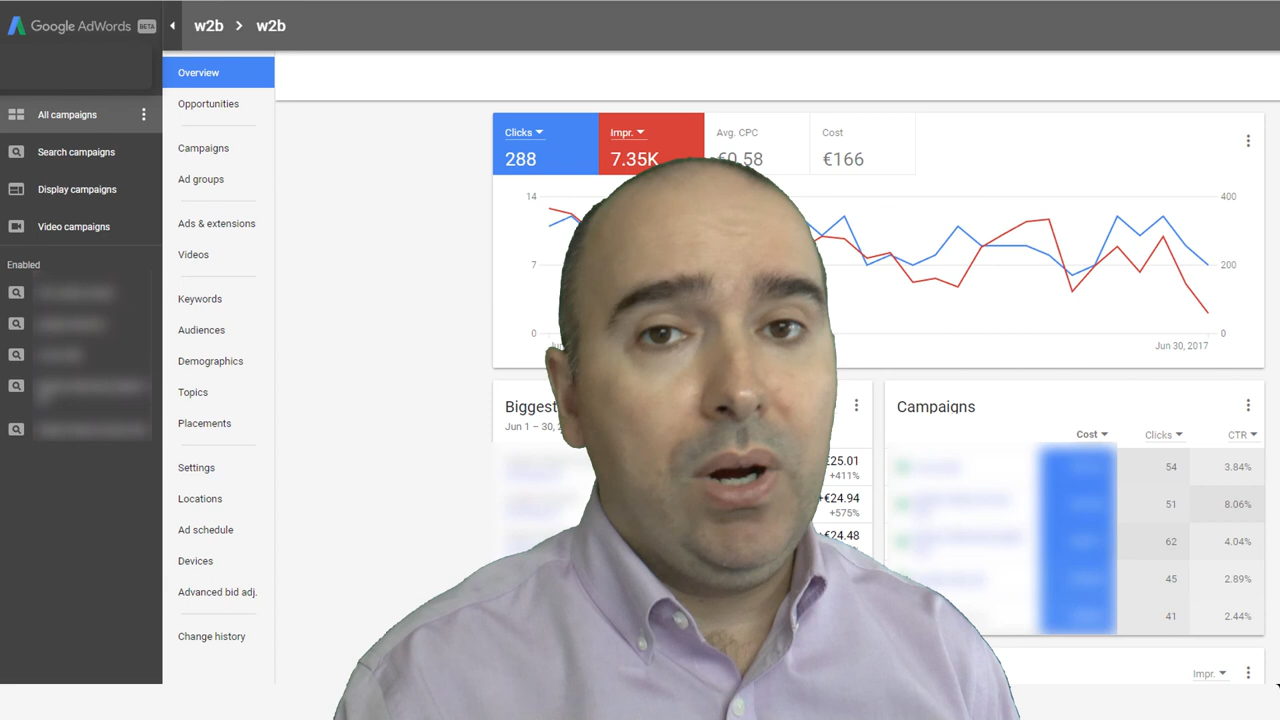 Google AdWords BETA
w2b > w2b
All campaigns
Search campaigns
Display campaigns
Video campaigns
Enabled
Overview
Opportunities
Campaigns
Ad groups
Ads & extensions
Videos
Keywords
Audiences
Demographics
Topics
Placements
Settings
Locations
Ad schedule
Devices
Advanced bid adj.
Change history
Clicks Impr. Avg. CPC Cost
288 7.35K €0.58 €166
14 400
7 200
0 0
Jun 30, 2017
Biggest
Jun 1 – 30,
€25.01
+411%
+€24.94
+575%
+€24.48
Campaigns
Cost Clicks CTR
54 3.84%
51 8.06%
62 4.04%
45 2.89%
41 2.44%
Impr.